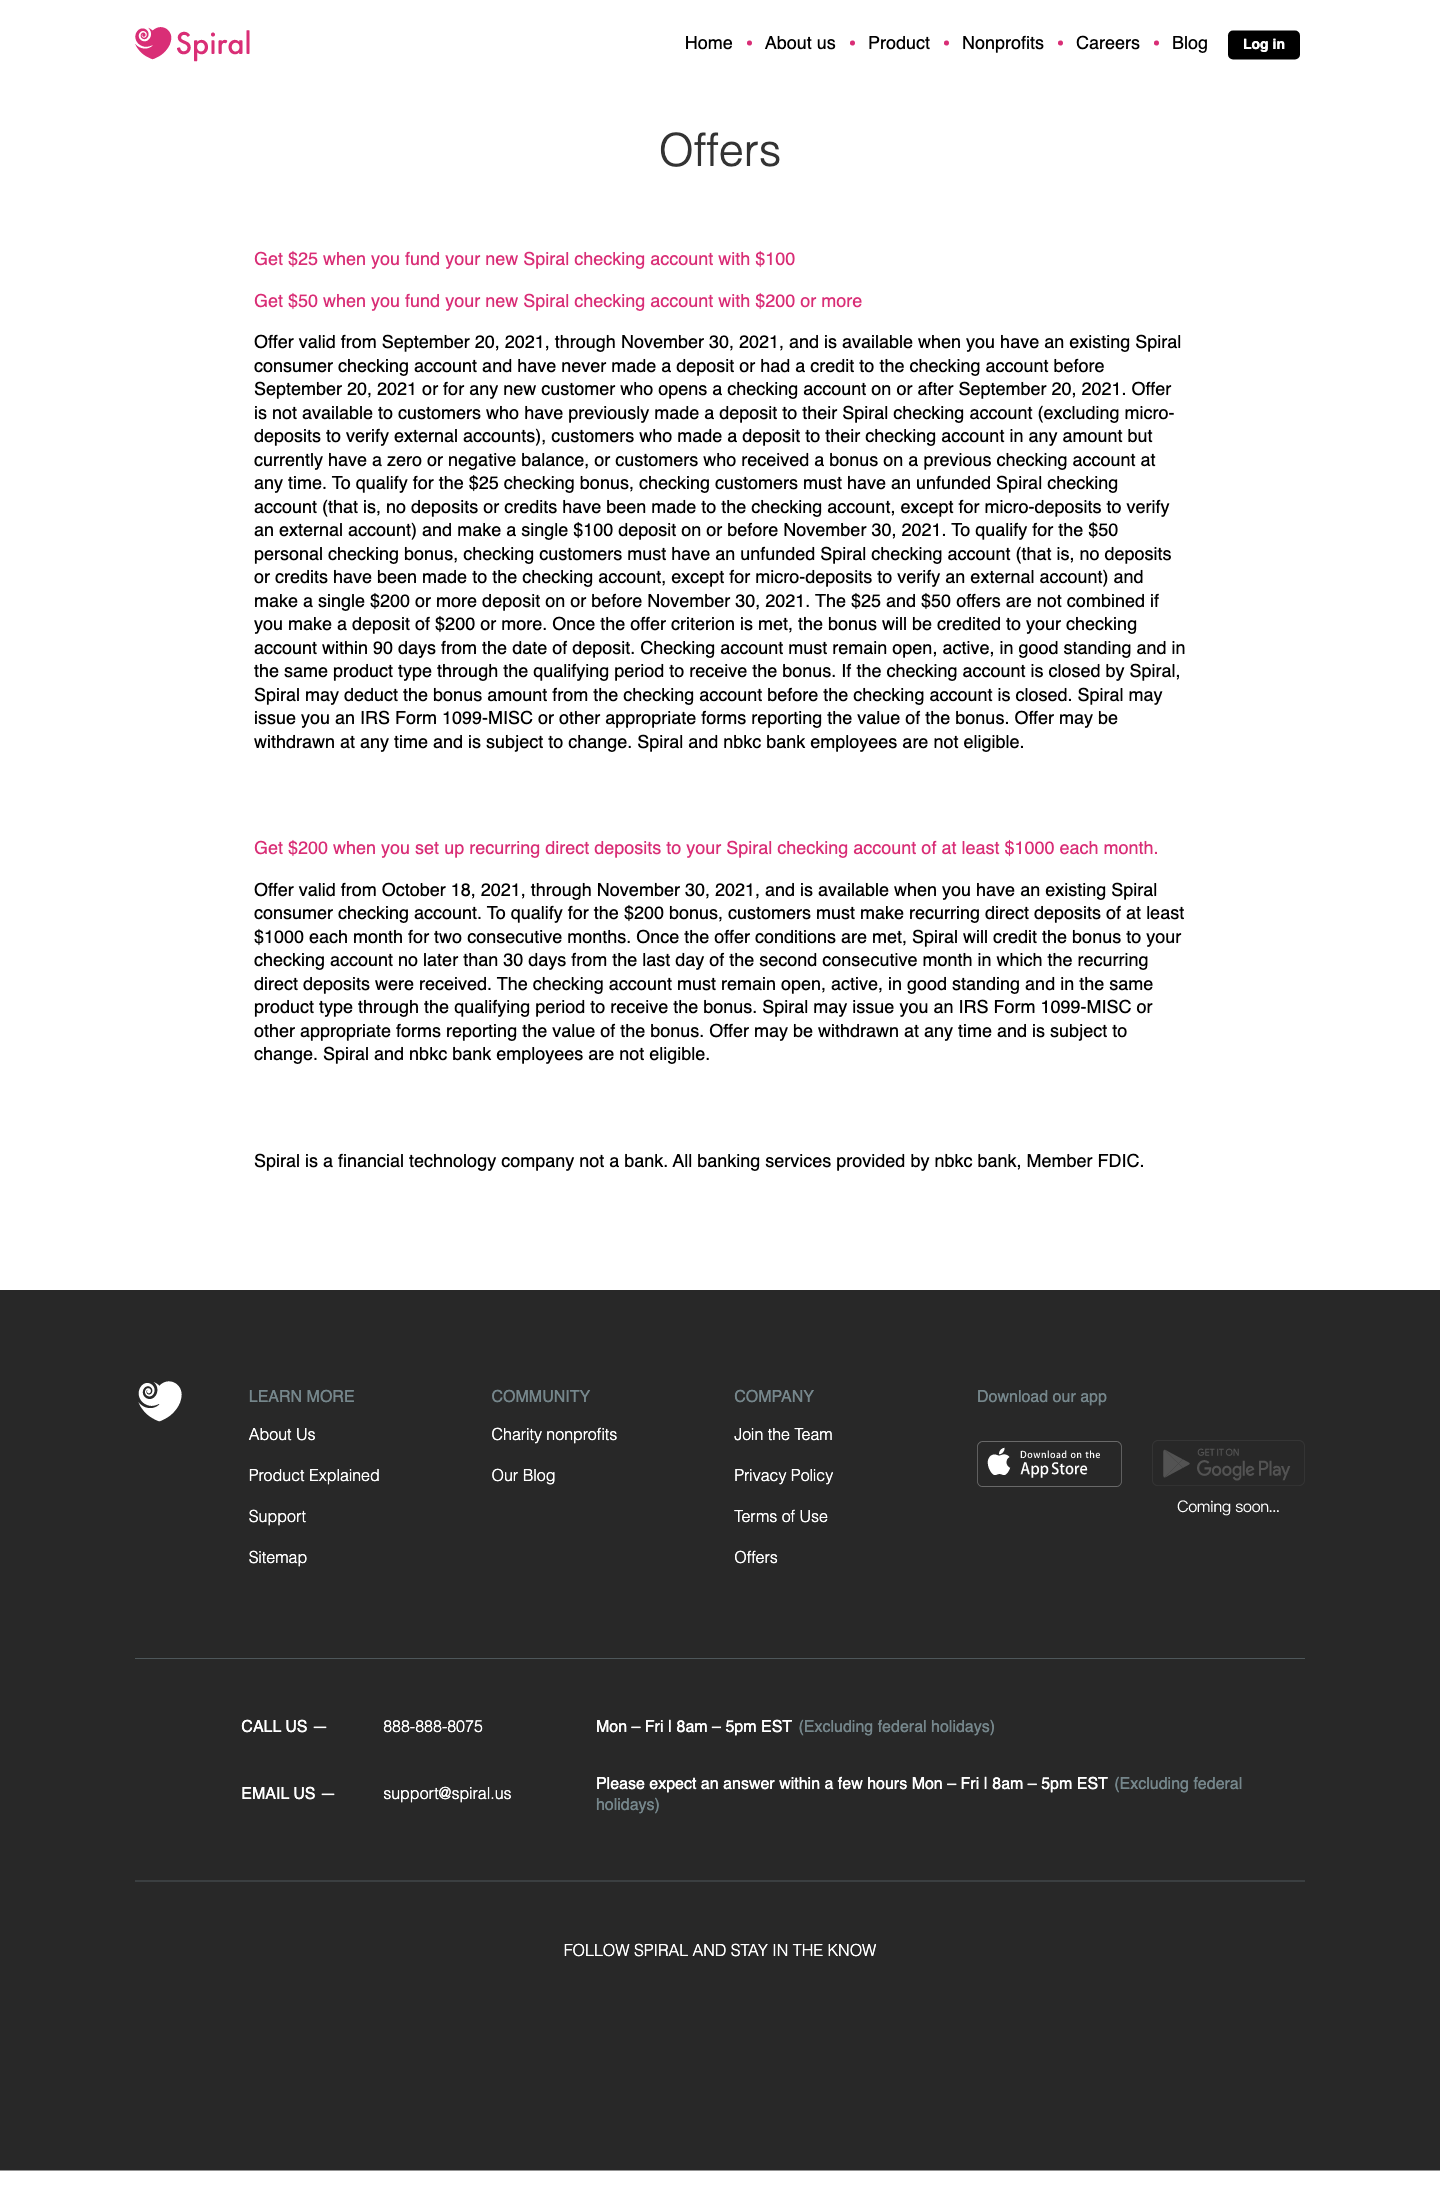 Spiral
Home • About us • Product • Nonprofits • Careers • Blog Log in
Offers
Get $25 when you fund your new Spiral checking account with $100
Get $50 when you fund your new Spiral checking account with $200 or more
Offer valid from September 20, 2021, through November 30, 2021, and is available when you have an existing Spiral
consumer checking account and have never made a deposit or had a credit to the checking account before
September 20, 2021 or for any new customer who opens a checking account on or after September 20, 2021. Offer
is not available to customers who have previously made a deposit to their Spiral checking account (excluding micro-
deposits to verify external accounts), customers who made a deposit to their checking account in any amount but
currently have a zero or negative balance, or customers who received a bonus on a previous checking account at
any time. To qualify for the $25 checking bonus, checking customers must have an unfunded Spiral checking
account (that is, no deposits or credits have been made to the checking account, except for micro-deposits to verify
an external account) and make a single $100 deposit on or before November 30, 2021. To qualify for the $50
personal checking bonus, checking customers must have an unfunded Spiral checking account (that is, no deposits
or credits have been made to the checking account, except for micro-deposits to verify an external account) and
make a single $200 or more deposit on or before November 30, 2021. The $25 and $50 offers are not combined if
you make a deposit of $200 or more. Once the offer criterion is met, the bonus will be credited to your checking
account within 90 days from the date of deposit. Checking account must remain open, active, in good standing and in
the same product type through the qualifying period to receive the bonus. If the checking account is closed by Spiral,
Spiral may deduct the bonus amount from the checking account before the checking account is closed. Spiral may
issue you an IRS Form 1099-MISC or other appropriate forms reporting the value of the bonus. Offer may be
withdrawn at any time and is subject to change. Spiral and nbkc bank employees are not eligible.
Get $200 when you set up recurring direct deposits to your Spiral checking account of at least $1000 each month.
Offer valid from October 18, 2021, through November 30, 2021, and is available when you have an existing Spiral
consumer checking account. To qualify for the $200 bonus, customers must make recurring direct deposits of at least
$1000 each month for two consecutive months. Once the offer conditions are met, Spiral will credit the bonus to your
checking account no later than 30 days from the last day of the second consecutive month in which the recurring
direct deposits were received. The checking account must remain open, active, in good standing and in the same
product type through the qualifying period to receive the bonus. Spiral may issue you an IRS Form 1099-MISC or
other appropriate forms reporting the value of the bonus. Offer may be withdrawn at any time and is subject to
change. Spiral and nbkc bank employees are not eligible.
Spiral is a financial technology company not a bank. All banking services provided by nbkc bank, Member FDIC.
LEARN MORE
About Us
Product Explained
Support
Sitemap
COMMUNITY
Charity nonprofits
Our Blog
COMPANY
Join the Team
Privacy Policy
Terms of Use
Offers
Download our app
Download on the
App Store
GET IT ON
Google Play
Coming soon...
CALL US — 888-888-8075 Mon – Fri | 8am – 5pm EST (Excluding federal holidays)
EMAIL US — support@spiral.us Please expect an answer within a few hours Mon – Fri | 8am – 5pm EST (Excluding federal
holidays)
FOLLOW SPIRAL AND STAY IN THE KNOW